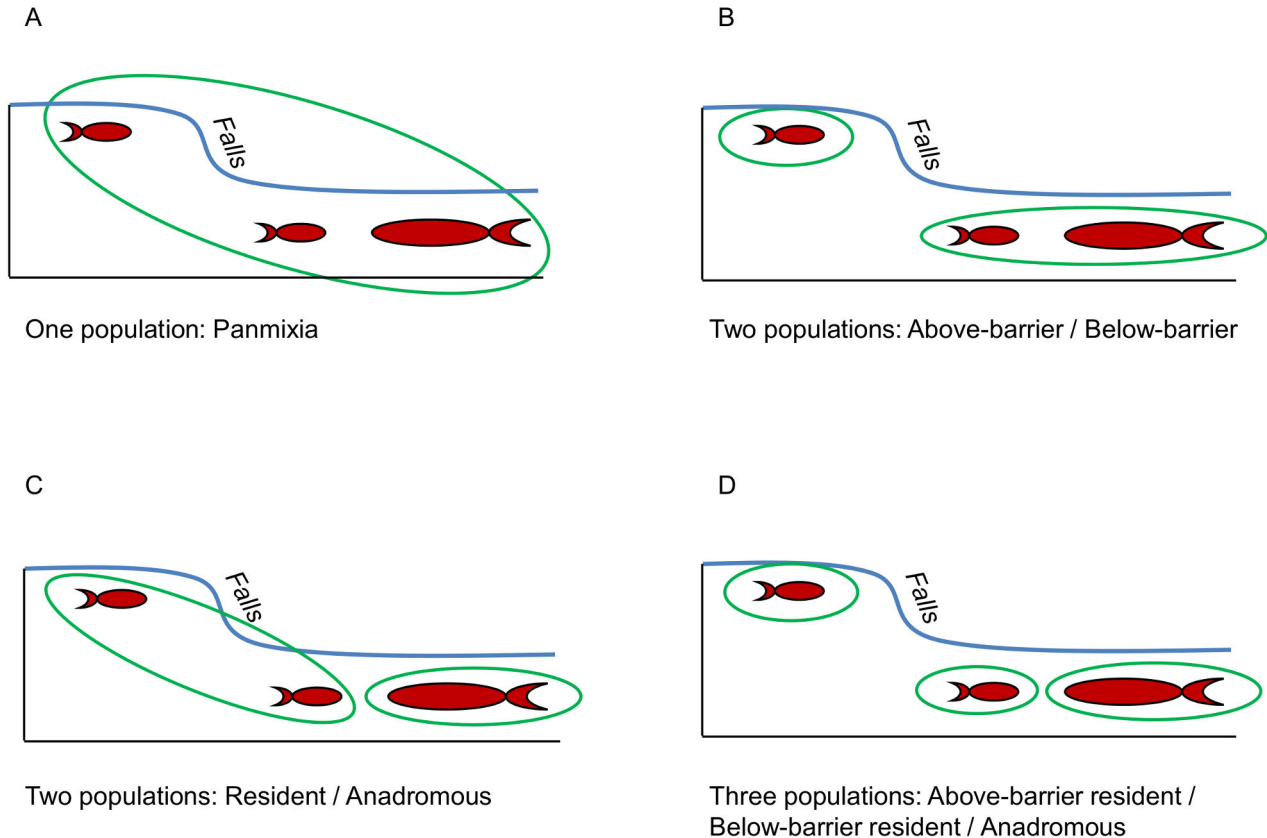 A
Falls
One population: Panmixia
B
Falls
Two populations: Above-barrier / Below-barrier
C
Falls
Two populations: Resident / Anadromous
D
Falls
Three populations: Above-barrier resident /
Below-barrier resident / Anadromous